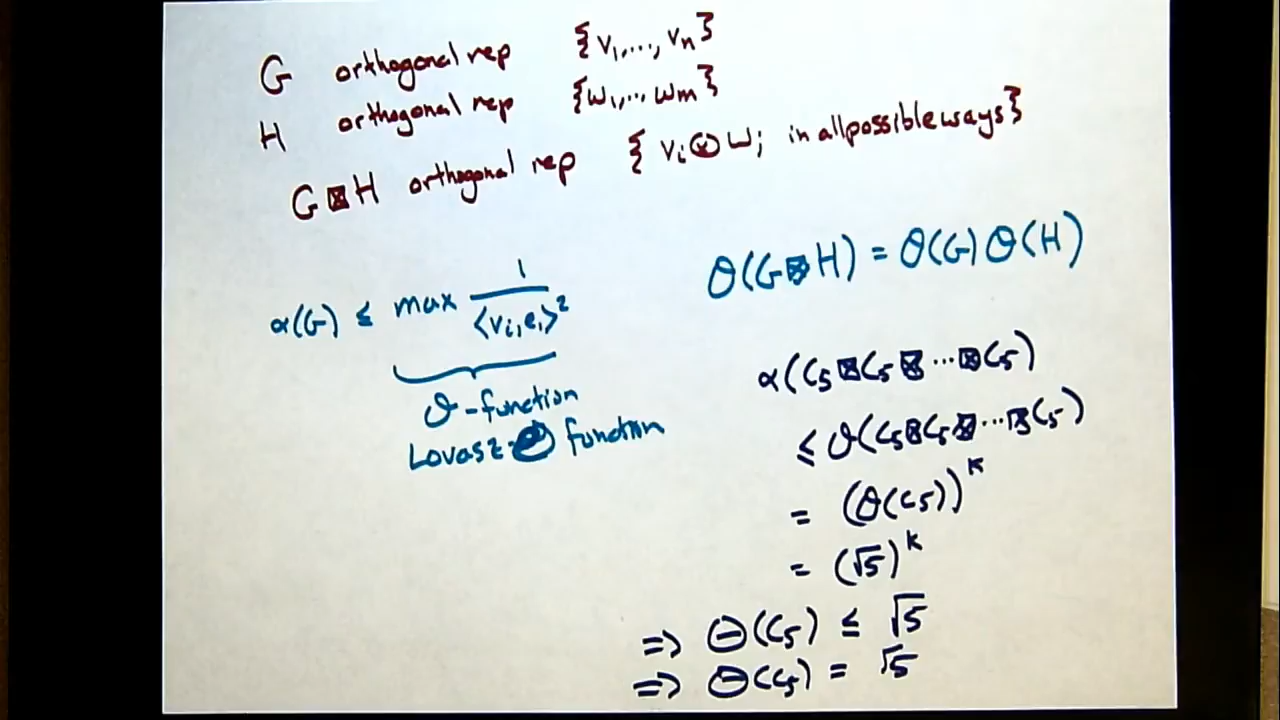 G orthogonal rep {v₁,..., vₙ}
H orthogonal rep {w₁,.. wₘ}
G⊠H orthogonal rep { vᵢ⊗wⱼ in all possible ways}
ϑ(G⊠H) = ϑ(G)ϑ(H)
α(G) ≤ max 1/⟨vᵢ,e₁⟩²
ϑ-function
Lovasz function
α(C₅⊠C₅⊠...⊠C₅)
≤ ϑ(C₅⊠C₅⊠...⊠C₅)
= (ϑ(C₅))ᵏ
= (√5)ᵏ
⇒ Θ(C₅) ≤ √5
⇒ Θ(C₅) = √5